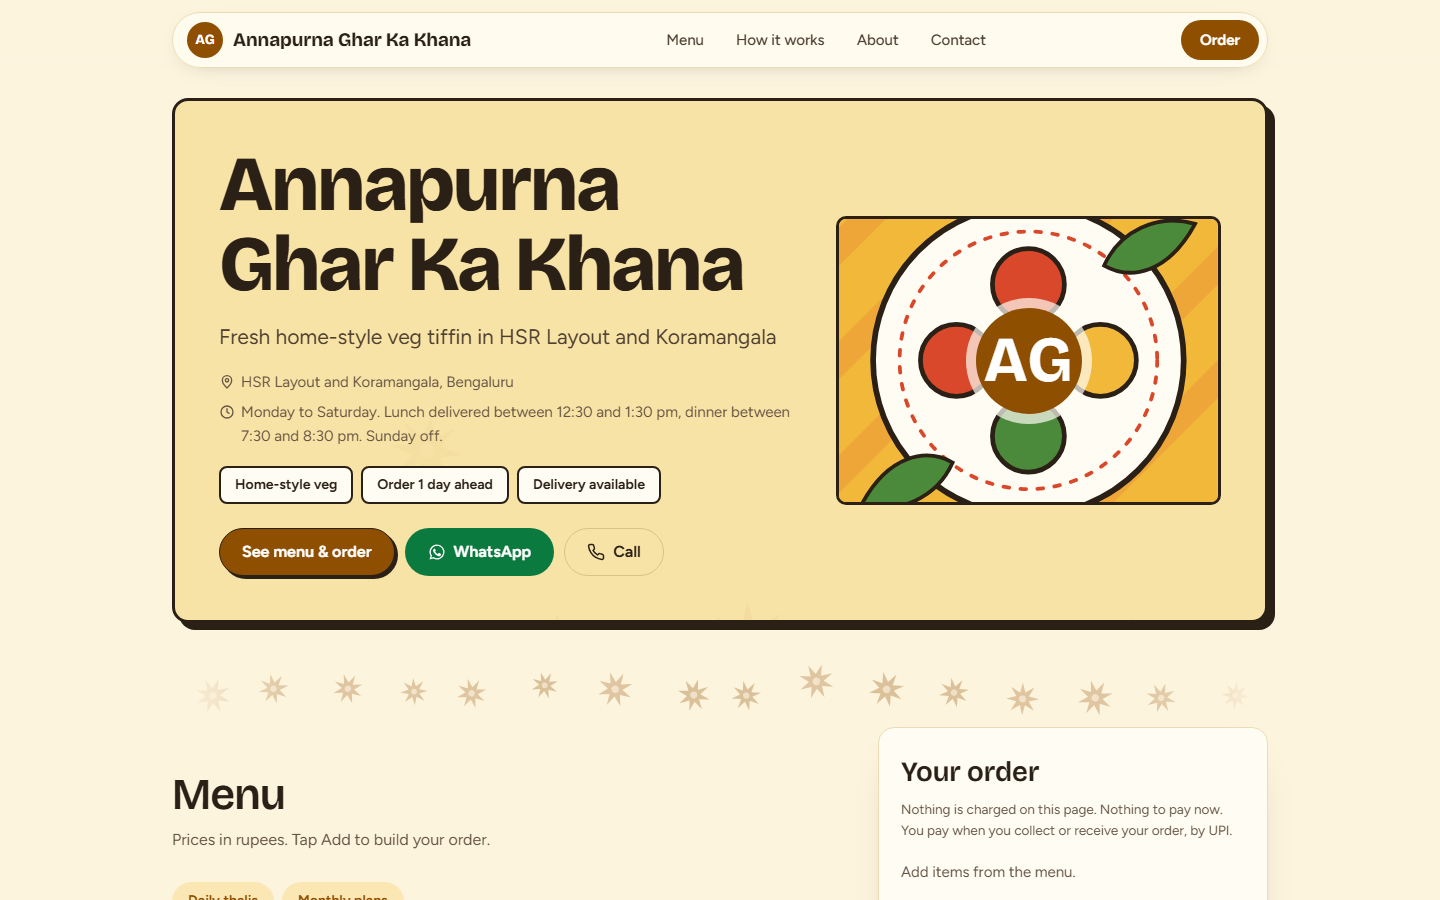 AG
Annapurna Ghar Ka Khana
Menu
How it works
About
Contact
Order
Annapurna
Ghar Ka Khana
Fresh home-style veg tiffin in HSR Layout and Koramangala
HSR Layout and Koramangala, Bengaluru
Monday to Saturday. Lunch delivered between 12:30 and 1:30 pm, dinner between
7:30 and 8:30 pm. Sunday off.
Home-style veg
Order 1 day ahead
Delivery available
See menu & order
WhatsApp
Call
AG
Menu
Prices in rupees. Tap Add to build your order.
Daily thalis
Monthly plans
Your order
Nothing is charged on this page. Nothing to pay now.
You pay when you collect or receive your order, by UPI.
Add items from the menu.